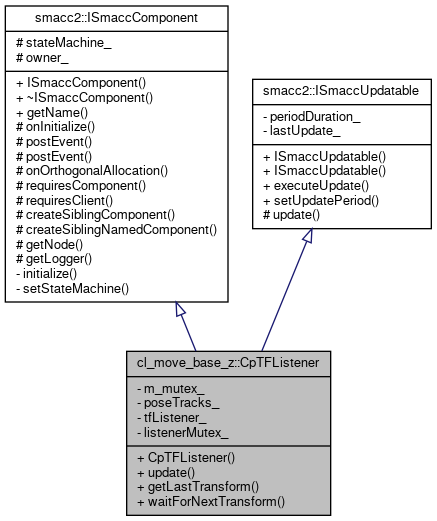 smacc2::ISmaccComponent
# stateMachine_
# owner_
+ ISmaccComponent()
+ ~ISmaccComponent()
+ getName()
# onInitialize()
# postEvent()
# postEvent()
# onOrthogonalAllocation()
# requiresComponent()
# requiresClient()
# createSiblingComponent()
# createSiblingNamedComponent()
# getNode()
# getLogger()
- initialize()
- setStateMachine()
smacc2::ISmaccUpdatable
- periodDuration_
- lastUpdate_
+ ISmaccUpdatable()
+ ISmaccUpdatable()
+ executeUpdate()
+ setUpdatePeriod()
# update()
cl_move_base_z::CpTFListener
- m_mutex_
- poseTracks_
- tfListener_
- listenerMutex_
+ CpTFListener()
+ update()
+ getLastTransform()
+ waitForNextTransform()